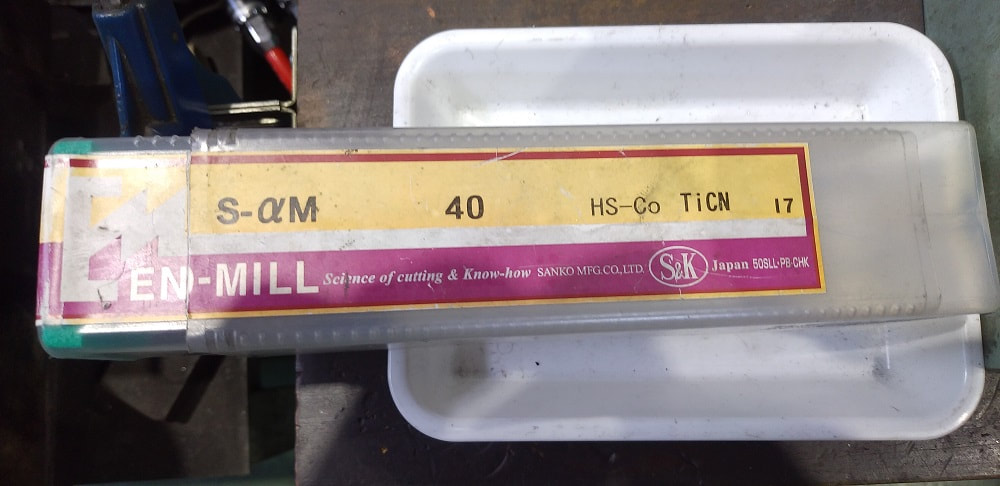 S-αM 40 HS-Co TiCN 17
EN-MILL Science of cutting & Know-how SANKO MFG.CO.,LTD. S&K Japan 50SLL-PB-CHK